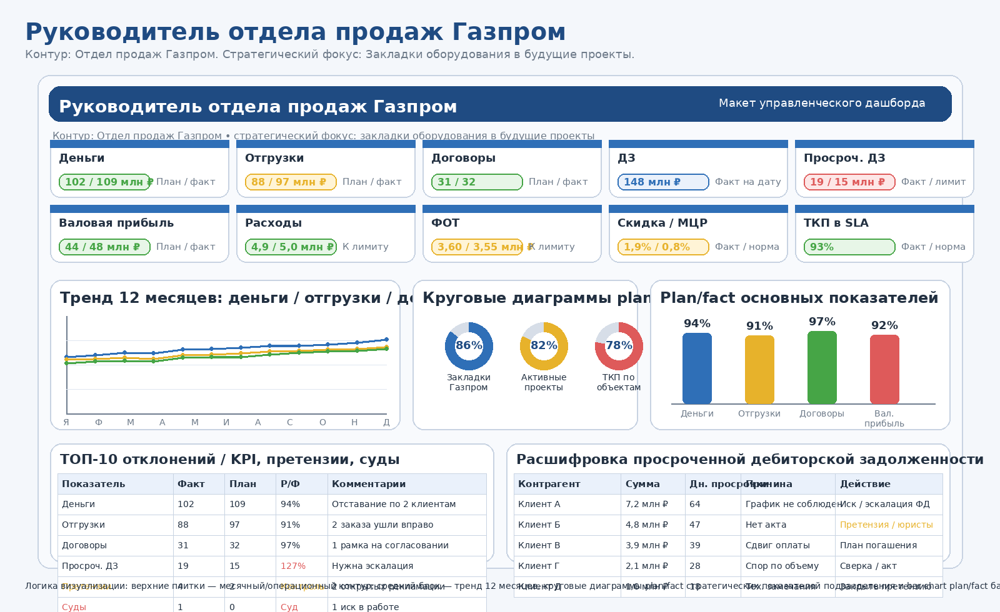 Руководитель отдела продаж Газпром
Контур: Отдел продаж Газпром. Стратегический фокус: Закладки оборудования в будущие проекты.
Руководитель отдела продаж Газпром
Макет управленческого дашборда
Контур: Отдел продаж Газпром • стратегический фокус: закладки оборудования в будущие проекты
Деньги
102 / 109 млн ₽ План / факт
Отгрузки
88 / 97 млн ₽ План / факт
Договоры
31 / 32 План / факт
ДЗ
148 млн ₽ Факт на дату
Просроч. ДЗ
19 / 15 млн ₽ Факт / лимит
Валовая прибыль
44 / 48 млн ₽ План / факт
Расходы
4,9 / 5,0 млн ₽ К лимиту
ФОТ
3,60 / 3,55 млн ₽ К лимиту
Скидка / МЦР
1,9% / 0,8% Факт / норма
ТКП в SLA
93% Факт / норма
Тренд 12 месяцев: деньги / отгрузки /
Я Ф М А М И А С О Н Д
Круговые диаграммы plan
86% 82% 78%
Закладки Газпром
Активные проекты
ТКП по объектам
Plan/fact основных показателей
94% 91% 97% 92%
Деньги Отгрузки Договоры Вал. прибыль
ТОП-10 отклонений / KPI, претензии, суды
Показатель Факт План Р/Ф Комментарии
Деньги 102 109 94% Отставание по 2 клиентам
Отгрузки 88 97 91% 2 заказа ушли вправо
Договоры 31 32 97% 1 рамка на согласовании
Просроч. ДЗ 19 15 127% Нужна эскалация
4 2 2 открытых рекламации
Суды 1 0 Суд 1 иск в работе
Расшифровка просроченной дебиторской задолженности
Контрагент Сумма Дн. просрочки Причина Действие
Клиент А 7,2 млн ₽ 64 График не соблюден Иск / эскалация ФД
Клиент Б 4,8 млн ₽ 47 Нет акта Претензия / юристы
Клиент В 3,9 млн ₽ 39 Сдвиг оплаты План погашения
Клиент Г 2,1 млн ₽ 28 Спор по объему Сверка / акт
Клиент Д 1,0 млн ₽ 18 Тех. замечания Закрыть претензию
Логика визуализации: верхние плитки — месячный/операционный контур; средний блок — тренд 12 месяцев, круговые диаграммы plan/fact стратегических показателей подразделения и bar chart plan/fact